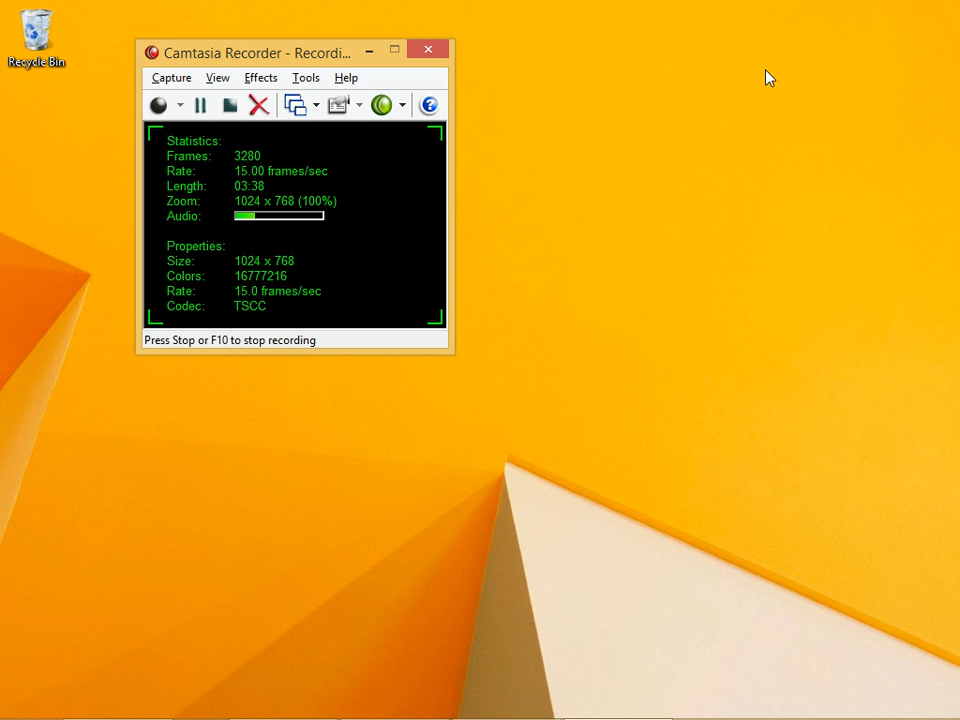 Recycle Bin
Camtasia Recorder - Recordi...
Capture View Effects Tools Help
Statistics:
Frames: 3280
Rate: 15.00 frames/sec
Length: 03:38
Zoom: 1024 x 768 (100%)
Audio:
Properties:
Size: 1024 x 768
Colors: 16777216
Rate: 15.0 frames/sec
Codec: TSCC
Press Stop or F10 to stop recording